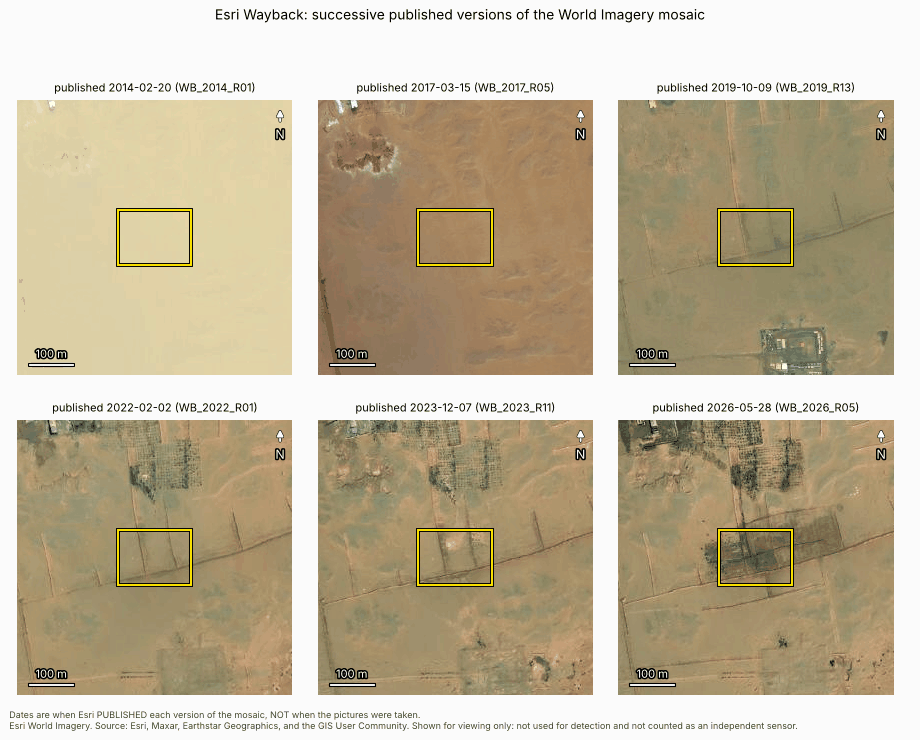 Esri Wayback: successive published versions of the World Imagery mosaic
published 2014-02-20 (WB_2014_R01)
published 2017-03-15 (WB_2017_R05)
published 2019-10-09 (WB_2019_R13)
N
N
N
100 m
100 m
100 m
published 2022-02-02 (WB_2022_R01)
published 2023-12-07 (WB_2023_R11)
published 2026-05-28 (WB_2026_R05)
N
N
N
100 m
100 m
100 m
Dates are when Esri PUBLISHED each version of the mosaic, NOT when the pictures were taken.
Esri World Imagery. Source: Esri, Maxar, Earthstar Geographics, and the GIS User Community. Shown for viewing only: not used for detection and not counted as an independent sensor.